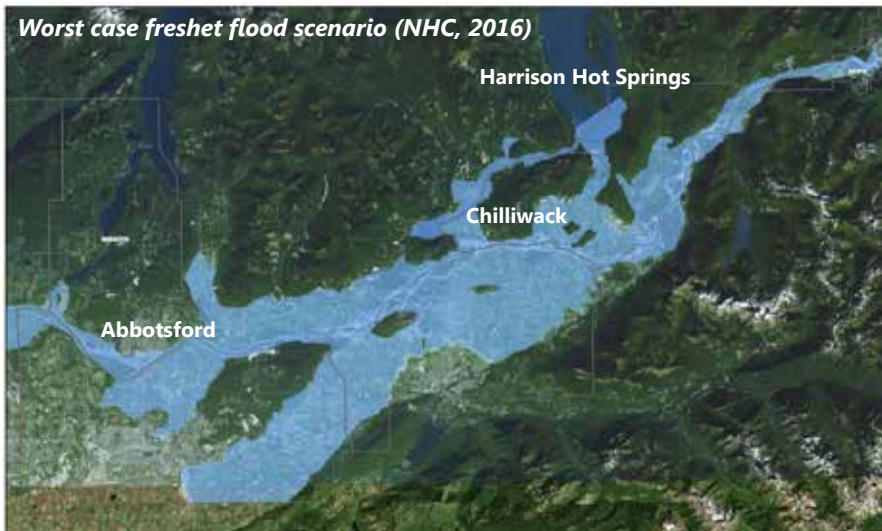 Worst case freshet flood scenario (NHC, 2016)
Harrison Hot Springs
Chilliwack
Abbotsford